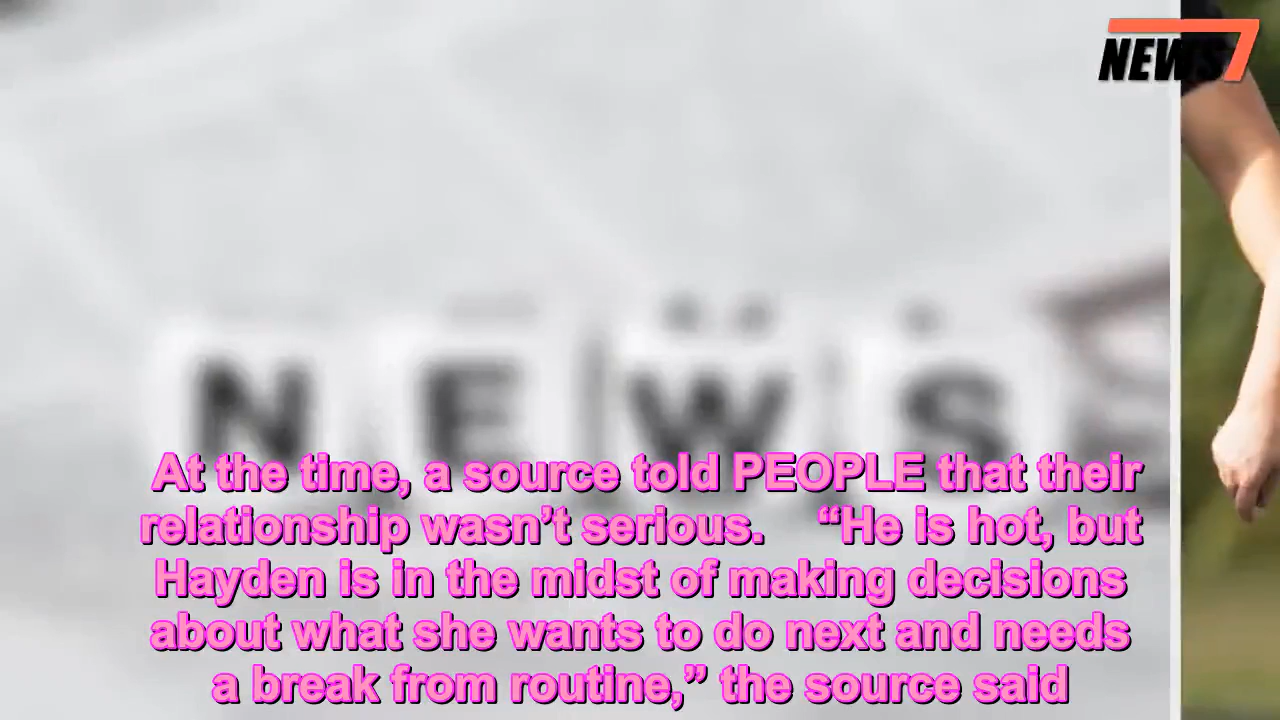 NEWS7
NEWS
At the time, a source told PEOPLE that their
relationship wasn’t serious. “He is hot, but
Hayden is in the midst of making decisions
about what she wants to do next and needs
a break from routine,” the source said